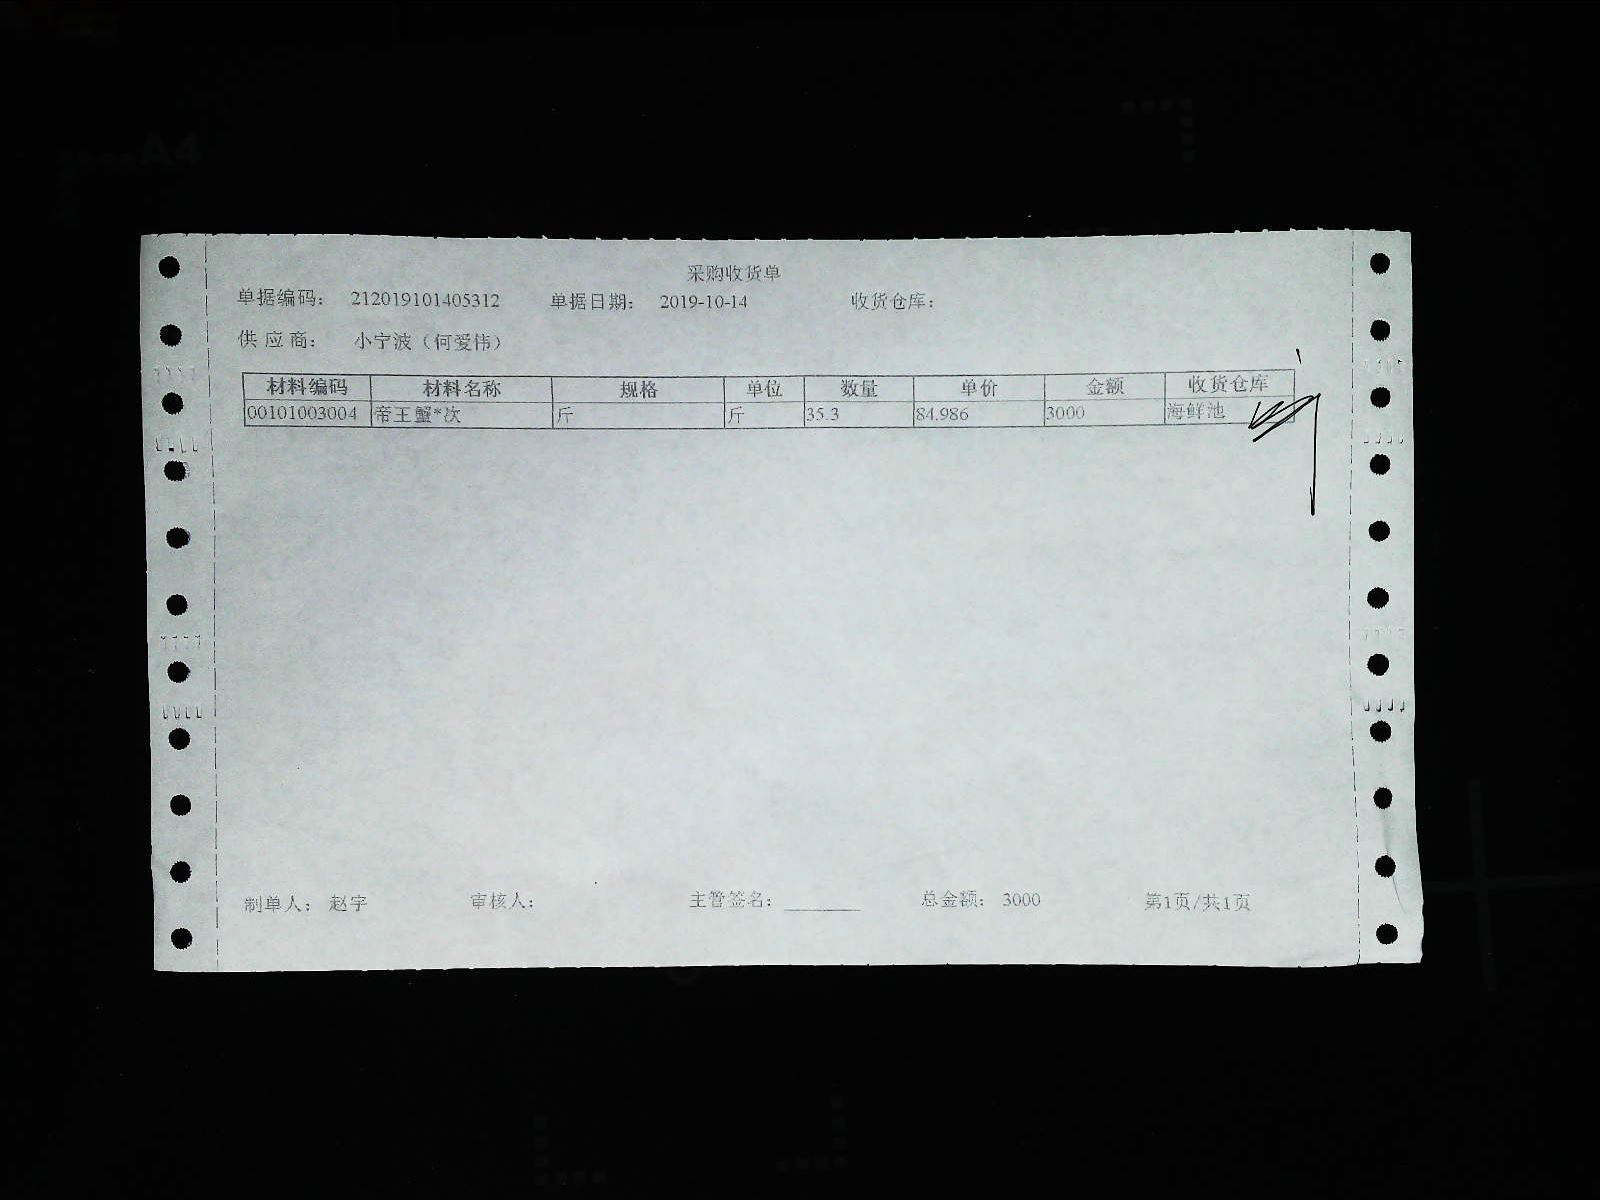 采购收货单
单据编码: 212019101405312 单据日期: 2019-10-14 收货仓库:
供应商: 小宁波（何爱伟）
材料编码 材料名称 规格 单位 数量 单价 金额 收货仓库
00101003004 帝王蟹*次 斤 斤 35.3 84.986 3000 海鲜池
制单人: 赵宇 审核人: 主管签名: 总金额: 3000 第1页/共1页